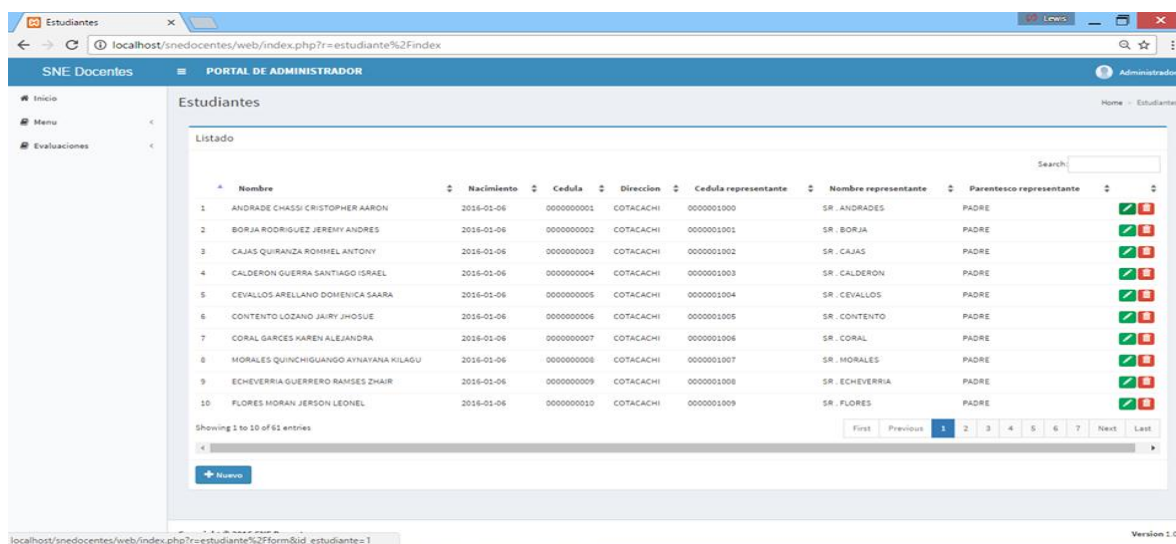 Estudiantes
Lewis
localhost/snedocentes/web/index.php?r=estudiante%2Findex
SNE Docentes
PORTAL DE ADMINISTRADOR
Administrador
Inicio
Menu
Evaluaciones
Estudiantes
Home > Estudiantes
Listado
Search:
Nombre Nacimiento Cedula Direccion Cedula representante Nombre representante Parentesco representante
1 ANDRADE CHASSI CRISTOPHER AARON 2016-01-06 0000000001 COTACACHI 0000001000 SR . ANDRADES PADRE
2 BORJA RODRIGUEZ JEREMY ANDRES 2016-01-06 0000000002 COTACACHI 0000001001 SR . BORJA PADRE
3 CAJAS QUIRANZA ROMMEL ANTONY 2016-01-06 0000000003 COTACACHI 0000001002 SR . CAJAS PADRE
4 CALDERON GUERRA SANTIAGO ISRAEL 2016-01-06 0000000004 COTACACHI 0000001003 SR . CALDERON PADRE
5 CEVALLOS ARELLANO DOMENICA SAARA 2016-01-06 0000000005 COTACACHI 0000001004 SR . CEVALLOS PADRE
6 CONTENTO LOZANO JAIRY JHOSUE 2016-01-06 0000000006 COTACACHI 0000001005 SR . CONTENTO PADRE
7 CORAL GARCES KAREN ALEJANDRA 2016-01-06 0000000007 COTACACHI 0000001006 SR . CORAL PADRE
8 MORALES QUINCHIGUANGO AYNAYANA KILAGU 2016-01-06 0000000008 COTACACHI 0000001007 SR . MORALES PADRE
9 ECHEVERRIA GUERRERO RAMSES ZHAIR 2016-01-06 0000000009 COTACACHI 0000001008 SR . ECHEVERRIA PADRE
10 FLORES MORAN JERSON LEONEL 2016-01-06 0000000010 COTACACHI 0000001009 SR . FLORES PADRE
Showing 1 to 10 of 61 entries
First Previous 1 2 3 4 5 6 7 Next Last
Nuevo
Version 1.0
localhost/snedocentes/web/index.php?r=estudiante%2Fform&id_estudiante=1